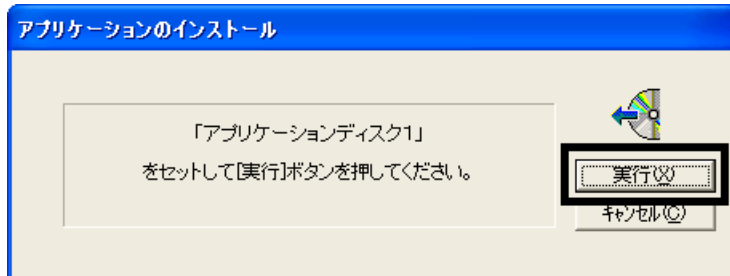 アプリケーションのインストール
「アプリケーションディスク1」
をセットして[実行]ボタンを押してください。
実行(X)
キャンセル(C)